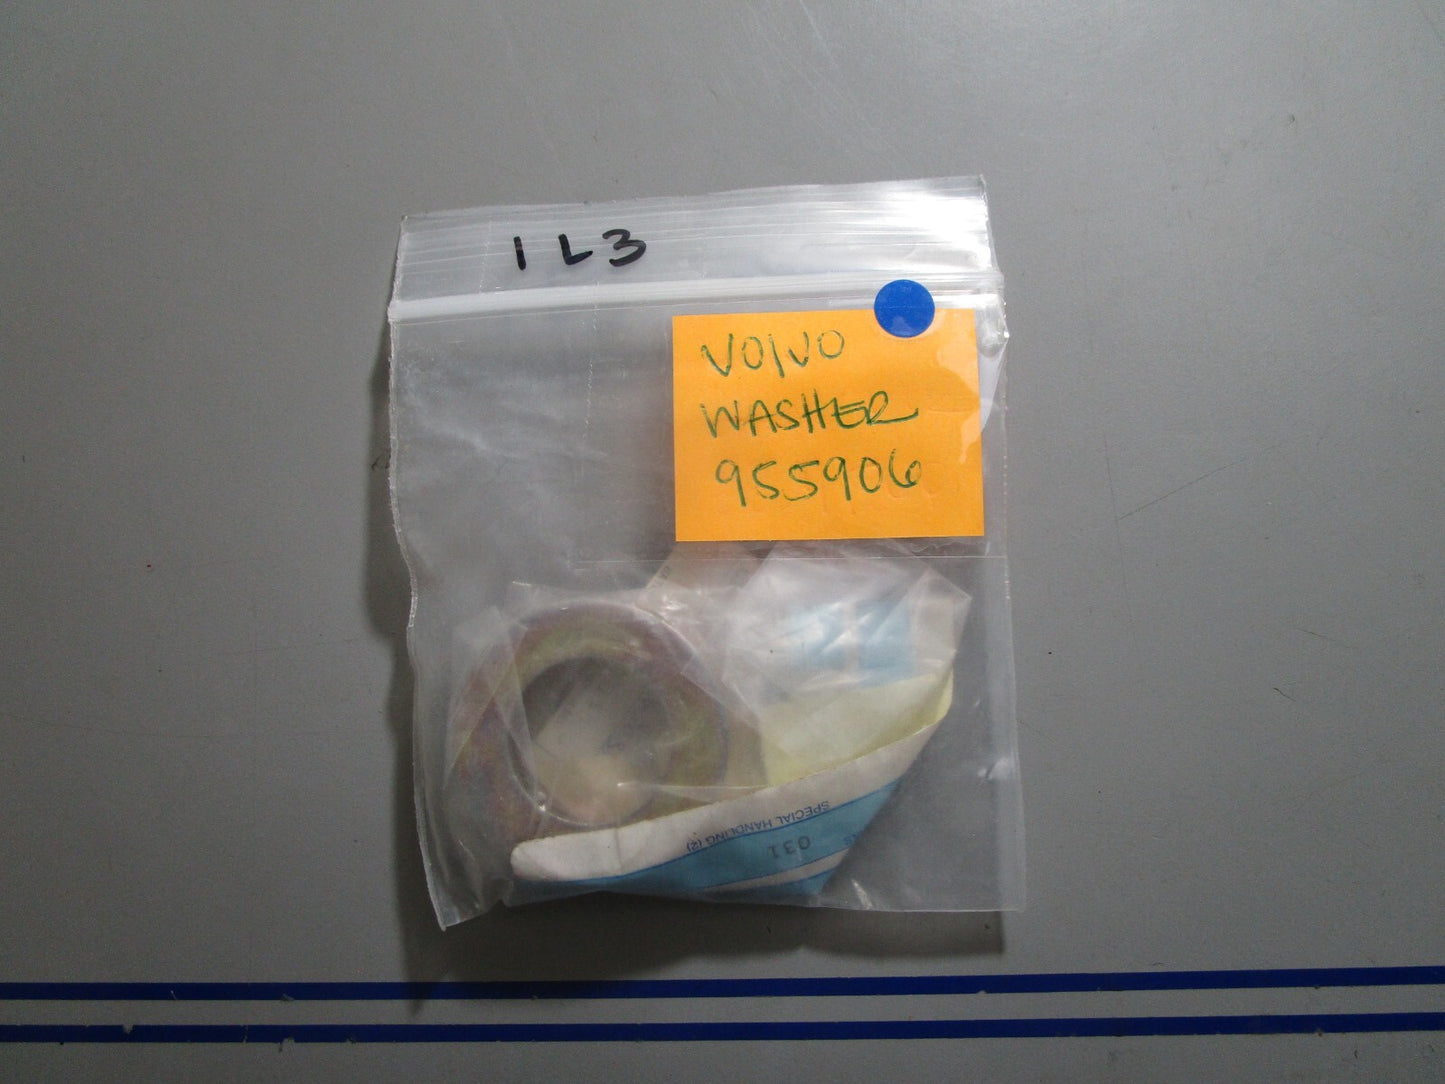 1L3
VOLVO
WASHER
955906
SPECIAL HANDLING (2)
031